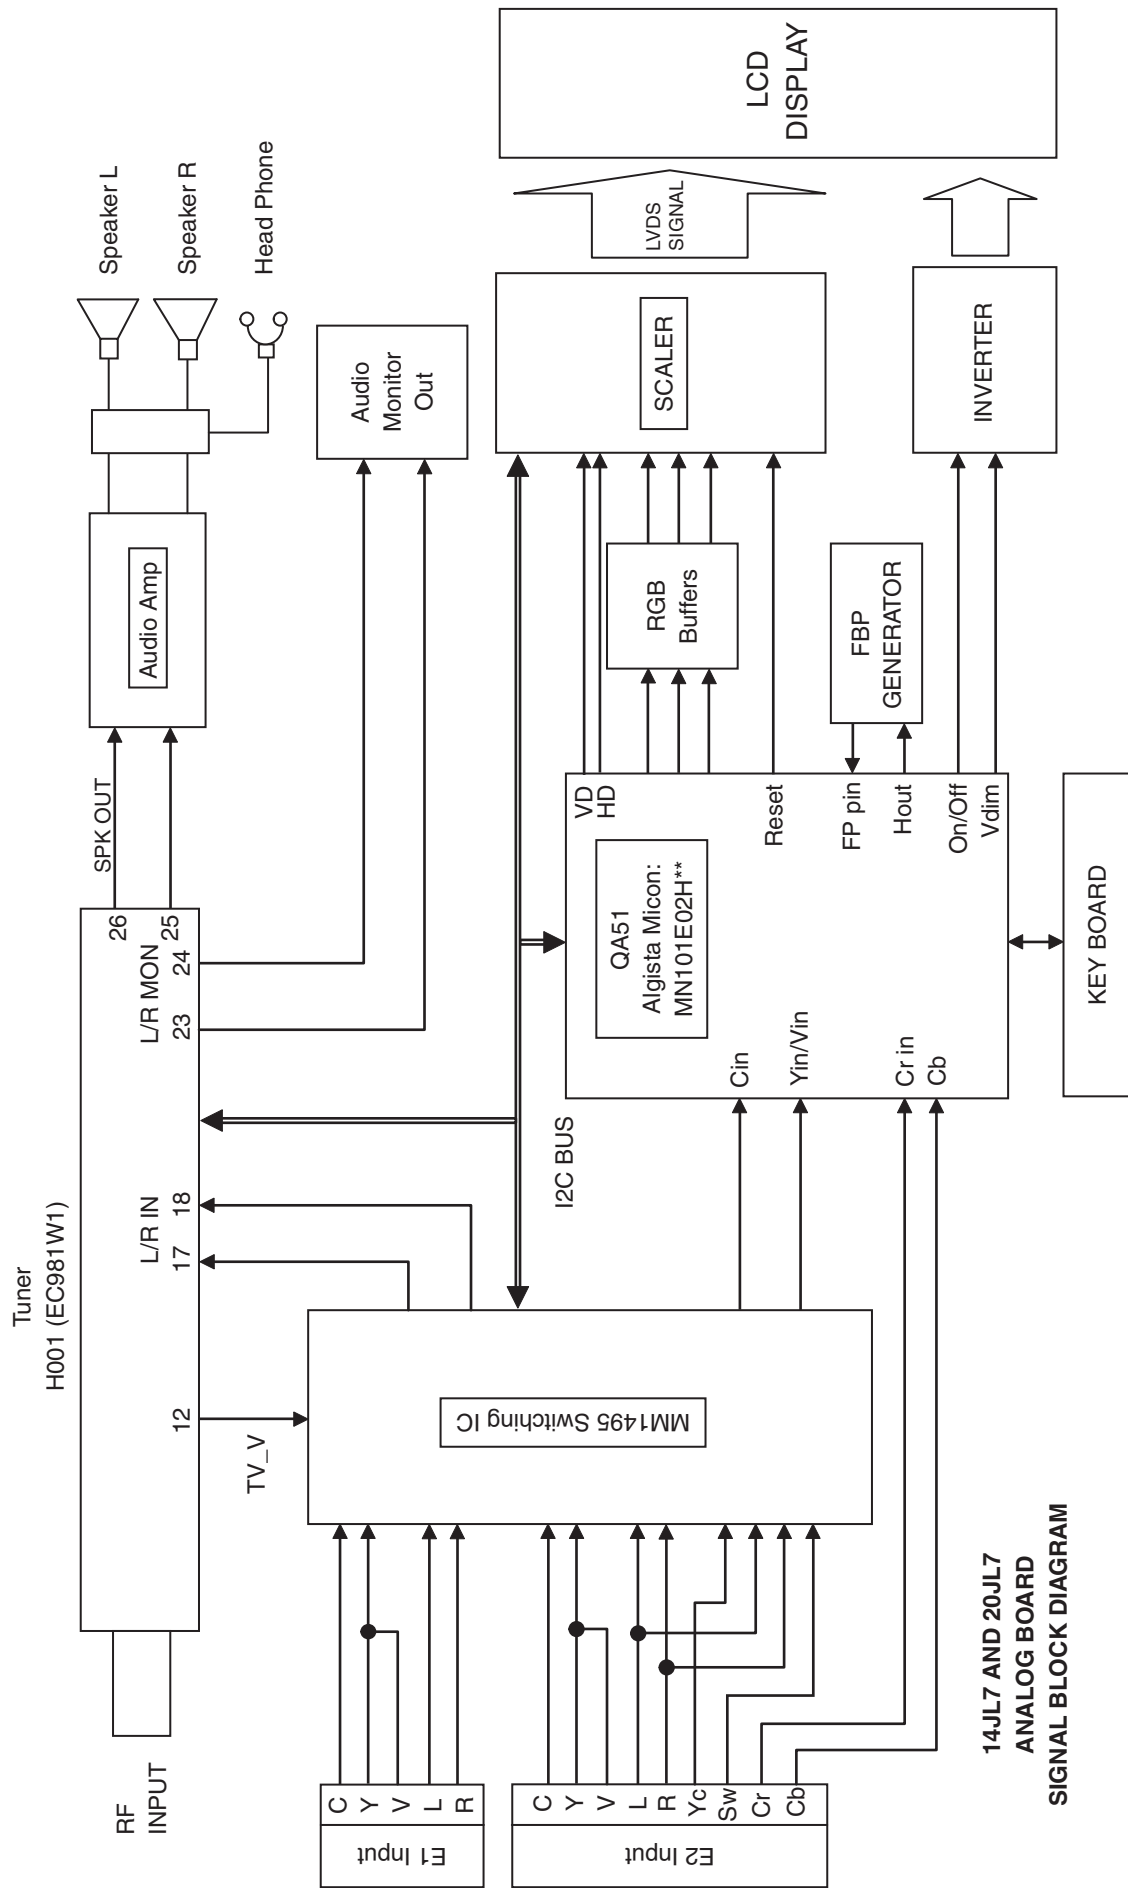 Tuner
H001 (EC981W1)
RF
INPUT
12
TV_V
L/R IN
17
18
L/R MON
23
24
25
26
SPK OUT
Audio Amp
Speaker L
Speaker R
Head Phone
Audio
Monitor
Out
E1 Input
C
Y
V
L
R
E2 Input
C
Y
V
L
R
Yc
Sw
Cr
Cb
MM1495 Switching IC
I2C BUS
Cin
Yin/Vin
Cr in
Cb
QA51
Algista Micon:
MN101E02H**
VD
HD
Reset
FP pin
Hout
On/Off
Vdim
RGB
Buffers
FBP
GENERATOR
KEY BOARD
SCALER
INVERTER
LVDS
SIGNAL
LCD
DISPLAY
14JL7 AND 20JL7
ANALOG BOARD
SIGNAL BLOCK DIAGRAM